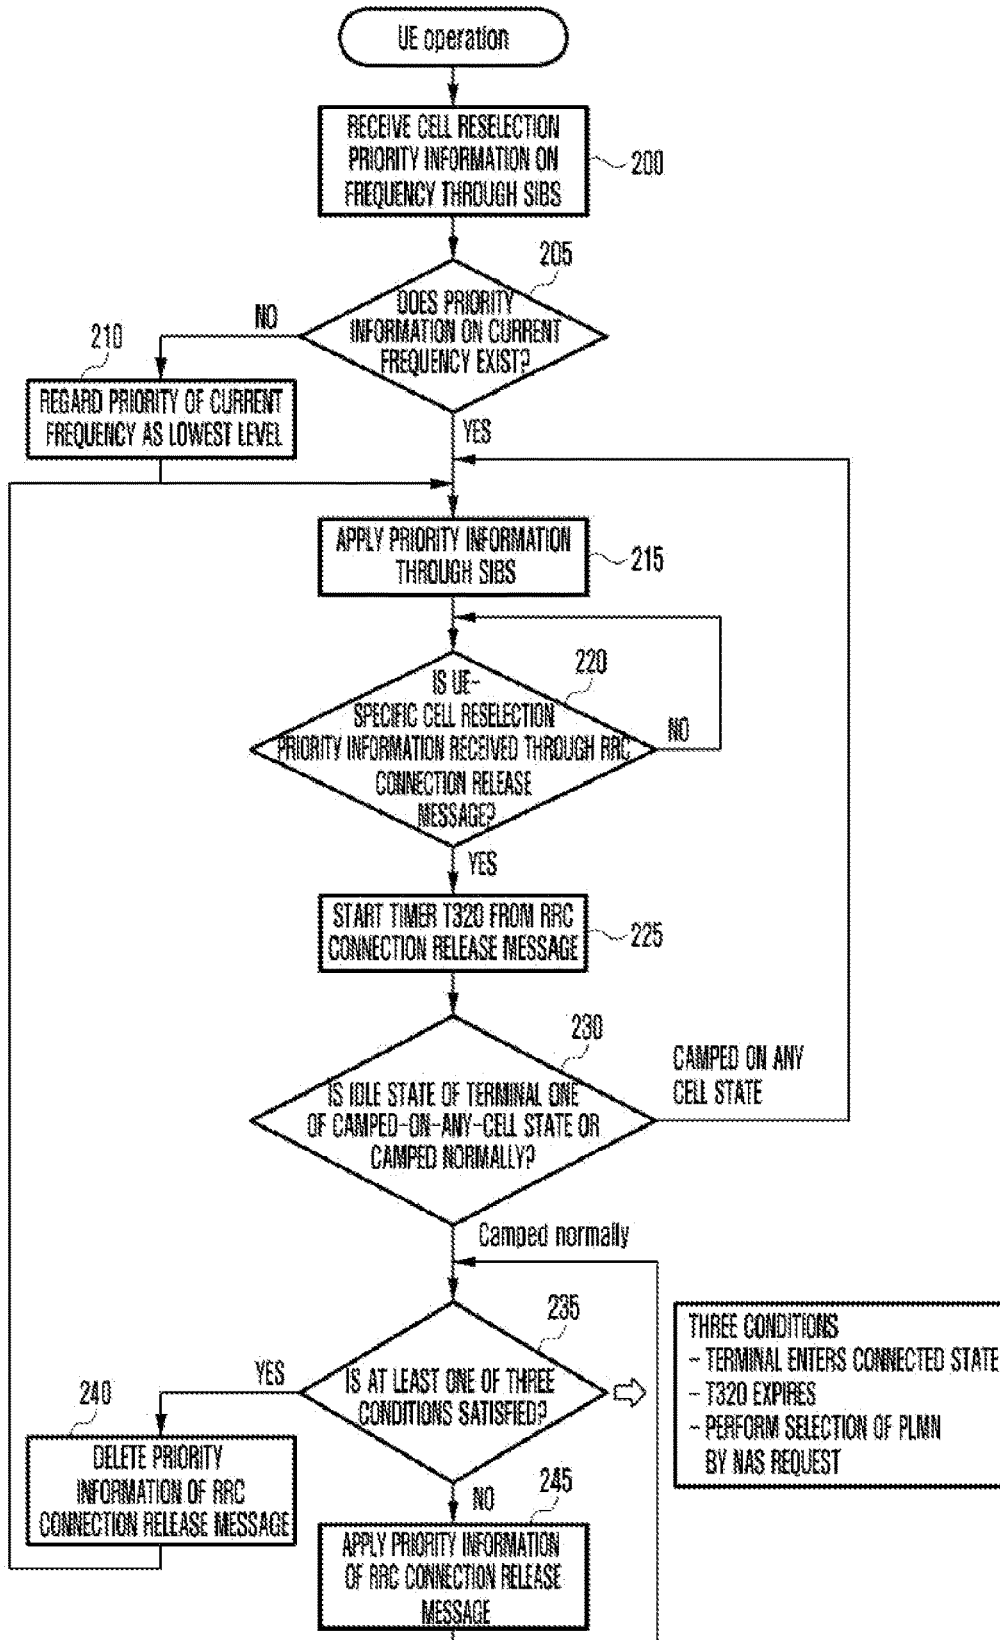 UE operation
RECEIVE CELL RESELECTION
PRIORITY INFORMATION ON
FREQUENCY THROUGH SIBS
200
205
DOES PRIORITY
INFORMATION ON CURRENT
FREQUENCY EXIST?
NO
210
REGARD PRIORITY OF CURRENT
FREQUENCY AS LOWEST LEVEL
YES
APPLY PRIORITY INFORMATION
THROUGH SIBS
215
220
IS UE-
SPECIFIC CELL RESELECTION
PRIORITY INFORMATION RECEIVED THROUGH RRC
CONNECTION RELEASE
MESSAGE?
NO
YES
START TIMER T320 FROM RRC
CONNECTION RELEASE MESSAGE
225
230
IS IDLE STATE OF TERMINAL ONE
OF CAMPED-ON-ANY-CELL STATE OR
CAMPED NORMALLY?
CAMPED ON ANY
CELL STATE
Camped normally
235
IS AT LEAST ONE OF THREE
CONDITIONS SATISFIED?
YES
THREE CONDITIONS
- TERMINAL ENTERS CONNECTED STATE
- T320 EXPIRES
- PERFORM SELECTION OF PLMN
BY NAS REQUEST
240
DELETE PRIORITY
INFORMATION OF RRC
CONNECTION RELEASE MESSAGE
NO
245
APPLY PRIORITY INFORMATION
OF RRC CONNECTION RELEASE
MESSAGE